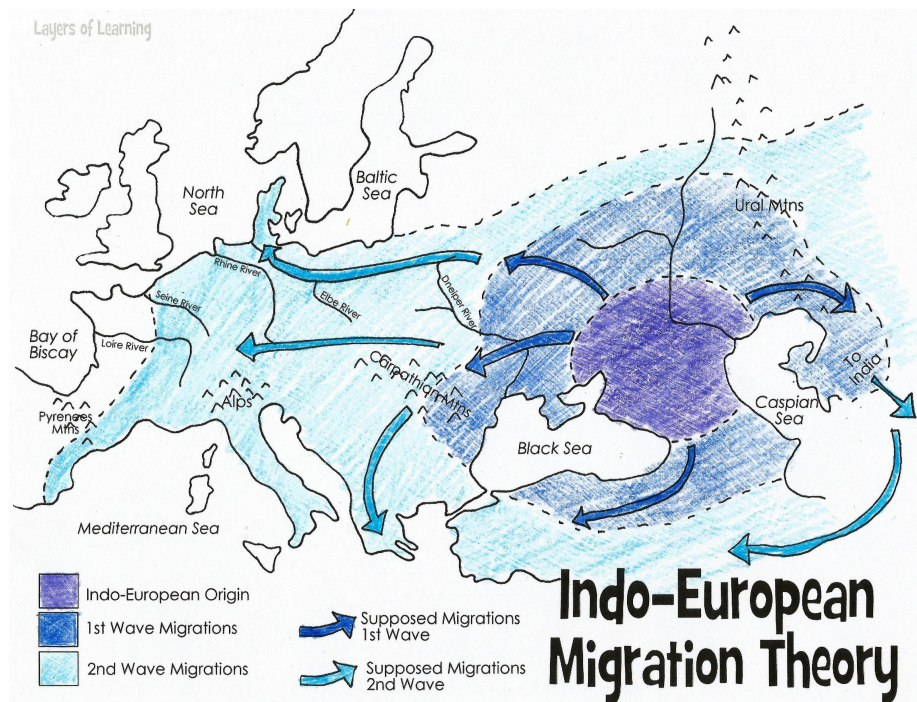 Layers of Learning
North
Sea
Baltic
Sea
Ural Mtns
Rhine River
Elbe River
Dneiper River
Seine River
Loire River
Bay of
Biscay
Carpathian Mtns
To
India
Alps
Pyrenees
Mtns
Caspian
Sea
Black Sea
Mediterranean Sea
Indo-European Origin
1st Wave Migrations
2nd Wave Migrations
Supposed Migrations
1st Wave
Supposed Migrations
2nd Wave
Indo-European
Migration Theory